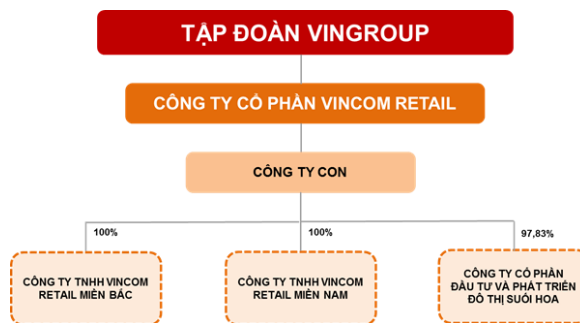 TẬP ĐOÀN VINGROUP
CÔNG TY CỔ PHẦN VINCOM RETAIL
CÔNG TY CON
100%
100%
97,83%
CÔNG TY TNHH VINCOM
RETAIL MIỀN BẮC
CÔNG TY TNHH VINCOM
RETAIL MIỀN NAM
CÔNG TY CÓ PHẦN
ĐẦU TƯ VÀ PHÁT TRIỂN
ĐÔ THỊ SUỐI HOA